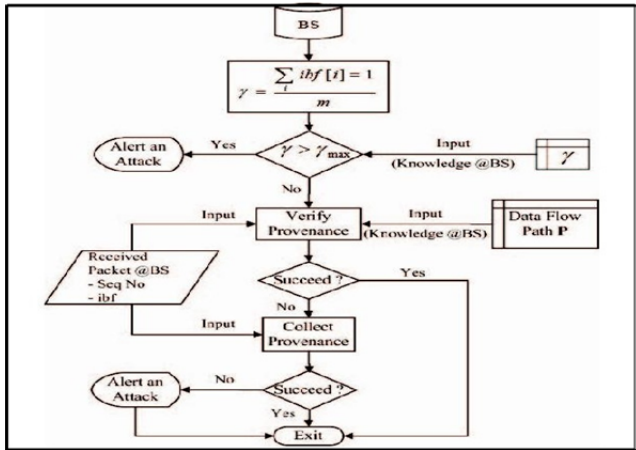 BS
γ = Σ i ibf [i] = 1 / m
Alert an
Attack
Yes
γ > γmax
Input
(Knowledge @BS)
γ
No
Input
Verify
Provenance
Input
(Knowledge @BS)
Data Flow
Path P
Received
Packet @BS
- Seq No
- ibf
Succeed ?
Yes
No
Input
Collect
Provenance
Alert an
Attack
No
Succeed ?
Yes
Exit